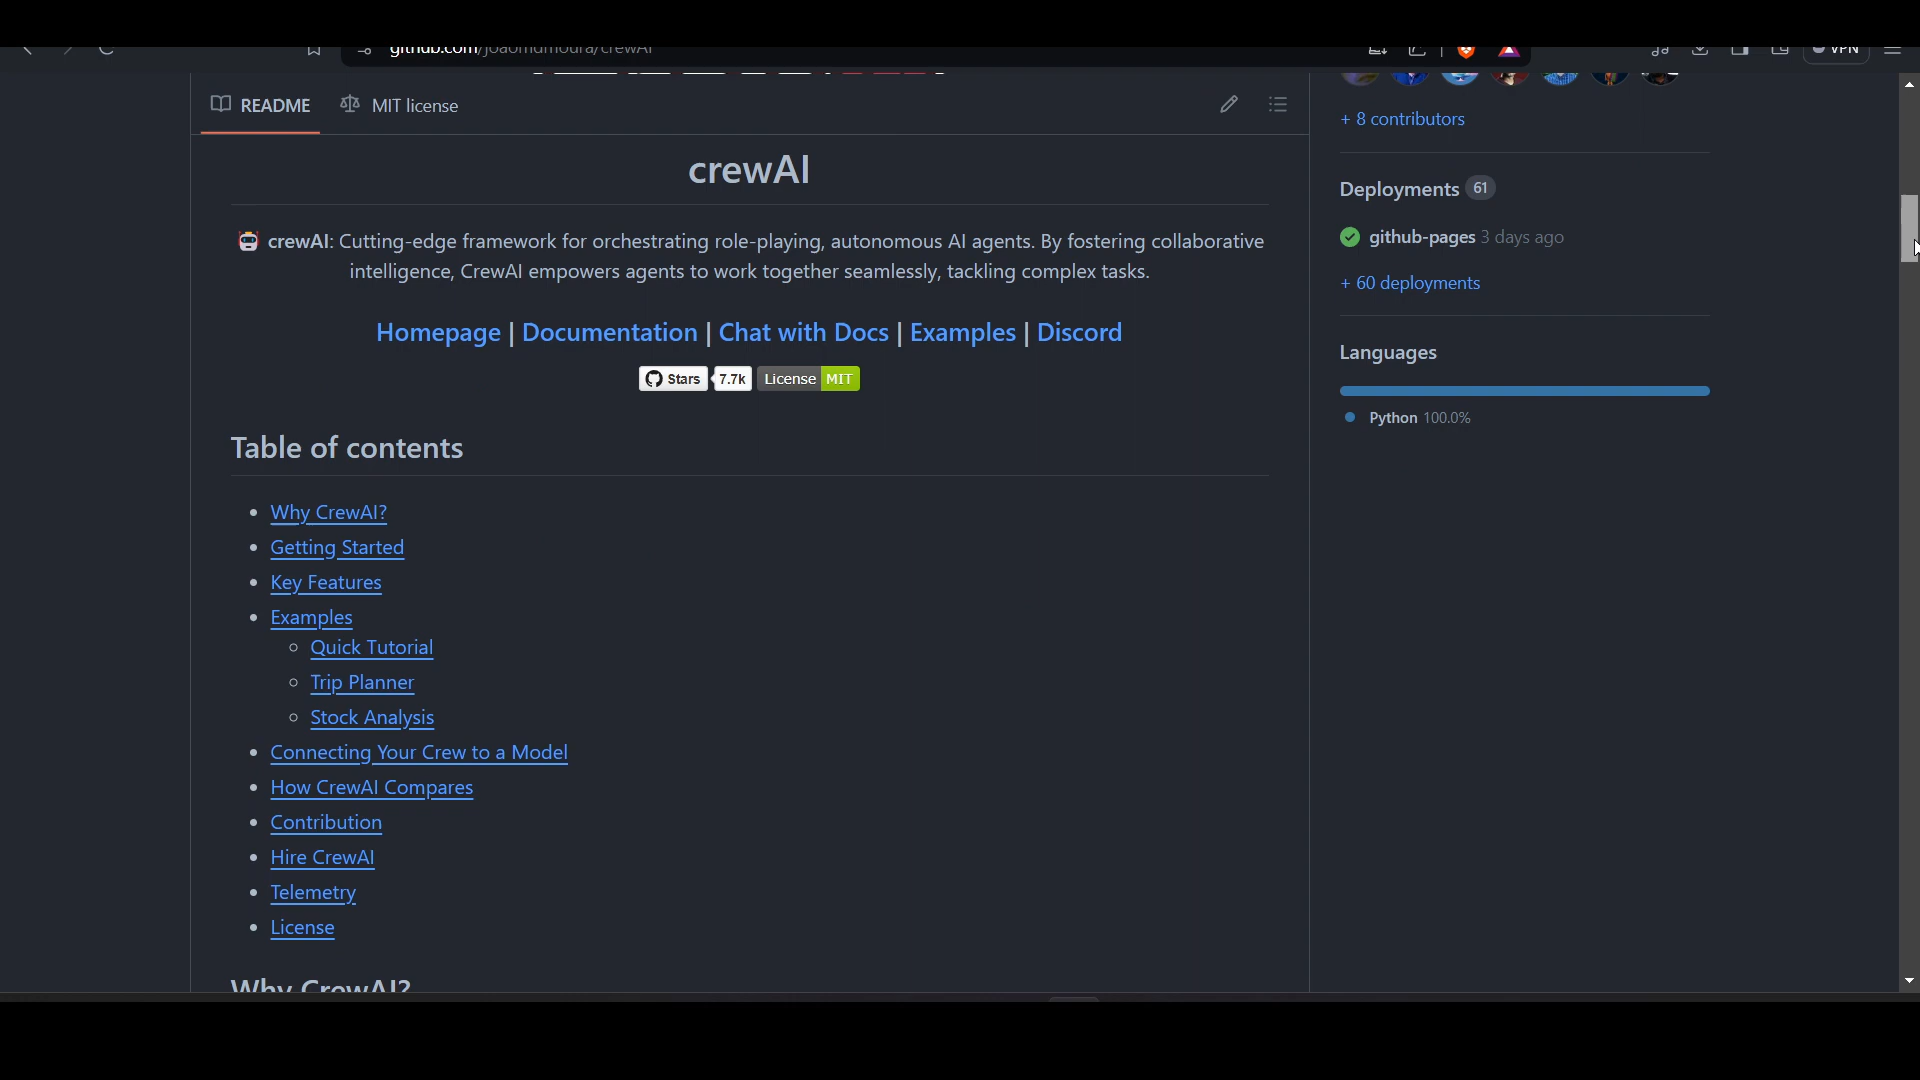 github.com/joaomdmoura/crewAI
VPN
README
MIT license
+ 8 contributors
crewAI
Deployments 61
crewAI: Cutting-edge framework for orchestrating role-playing, autonomous AI agents. By fostering collaborative
intelligence, CrewAI empowers agents to work together seamlessly, tackling complex tasks.
github-pages 3 days ago
+ 60 deployments
Homepage | Documentation | Chat with Docs | Examples | Discord
Languages
Stars 7.7k License MIT
Python 100.0%
Table of contents
Why CrewAI?
Getting Started
Key Features
Examples
Quick Tutorial
Trip Planner
Stock Analysis
Connecting Your Crew to a Model
How CrewAI Compares
Contribution
Hire CrewAI
Telemetry
License
Why CrewAI?